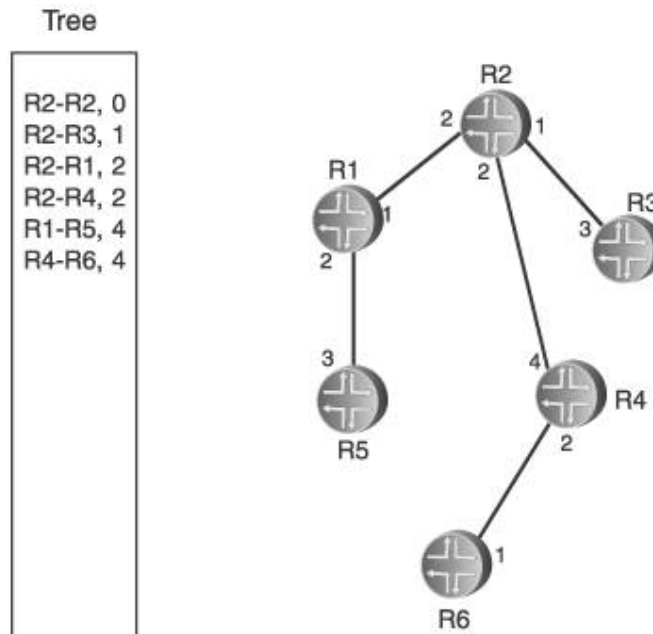 Tree
R2-R2, 0
R2-R3, 1
R2-R1, 2
R2-R4, 2
R1-R5, 4
R4-R6, 4
R2
2
1
2
R1
1
2
R3
3
3
R5
4
R4
2
1
R6